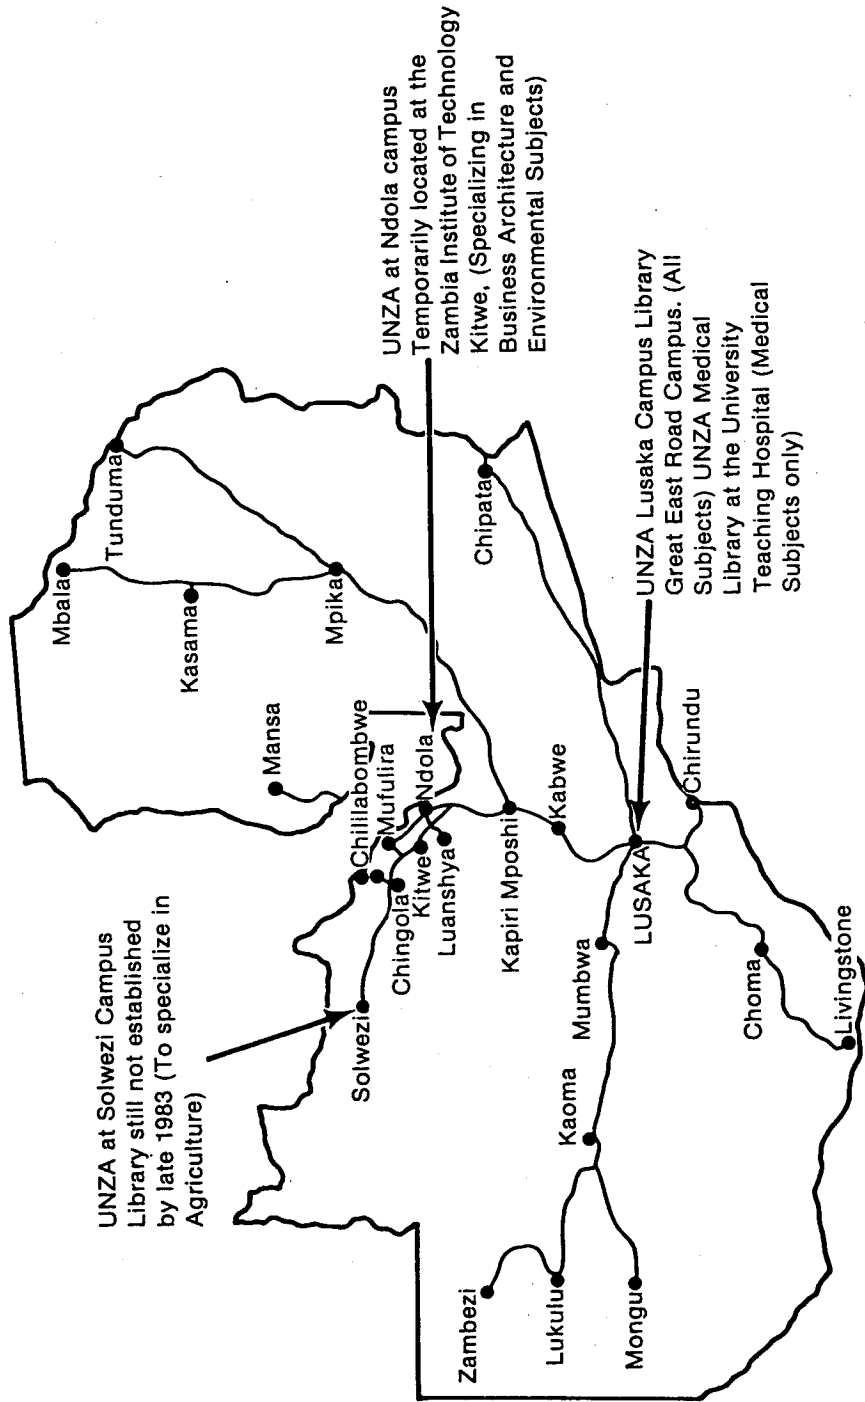 UNZA at Solwezi Campus
Library still not established
by late 1983 (To specialize in
Agriculture)
UNZA at Ndola campus
Temporarily located at the
Zambia Institute of Technology
Kitwe, (Specializing in
Business Architecture and
Environmental Subjects)
UNZA Lusaka Campus Library
Great East Road Campus. (All
Subjects) UNZA Medical
Library at the University
Teaching Hospital (Medical
Subjects only)
Mbala
Tunduma
Kasama
Mpika
Mansa
Chililabombwe
Mufulira
Ndola
Solwezi
Chingola
Kitwe
Luanshya
Chipata
Kapiri Mposhi
Kabwe
Zambezi
Lukulu
Mongu
Kaoma
Mumbwa
LUSAKA
Chirundu
Choma
Livingstone